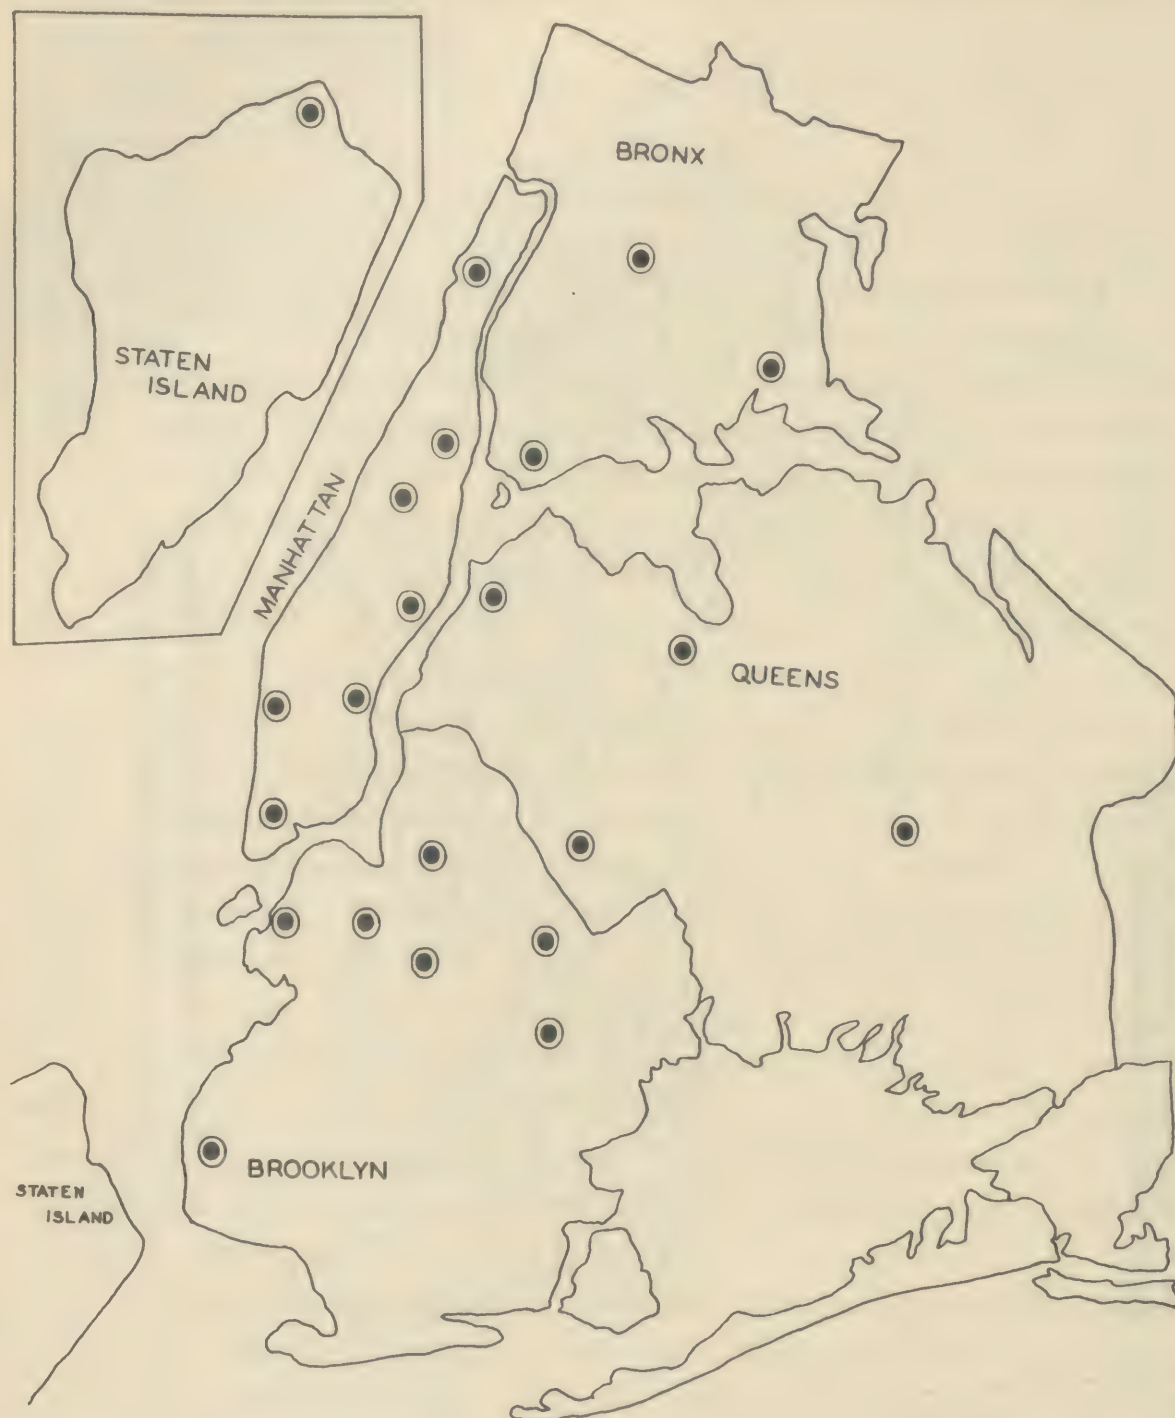 BRONX
STATEN
ISLAND
MANHATTAN
QUEENS
BROOKLYN
STATEN
ISLAND